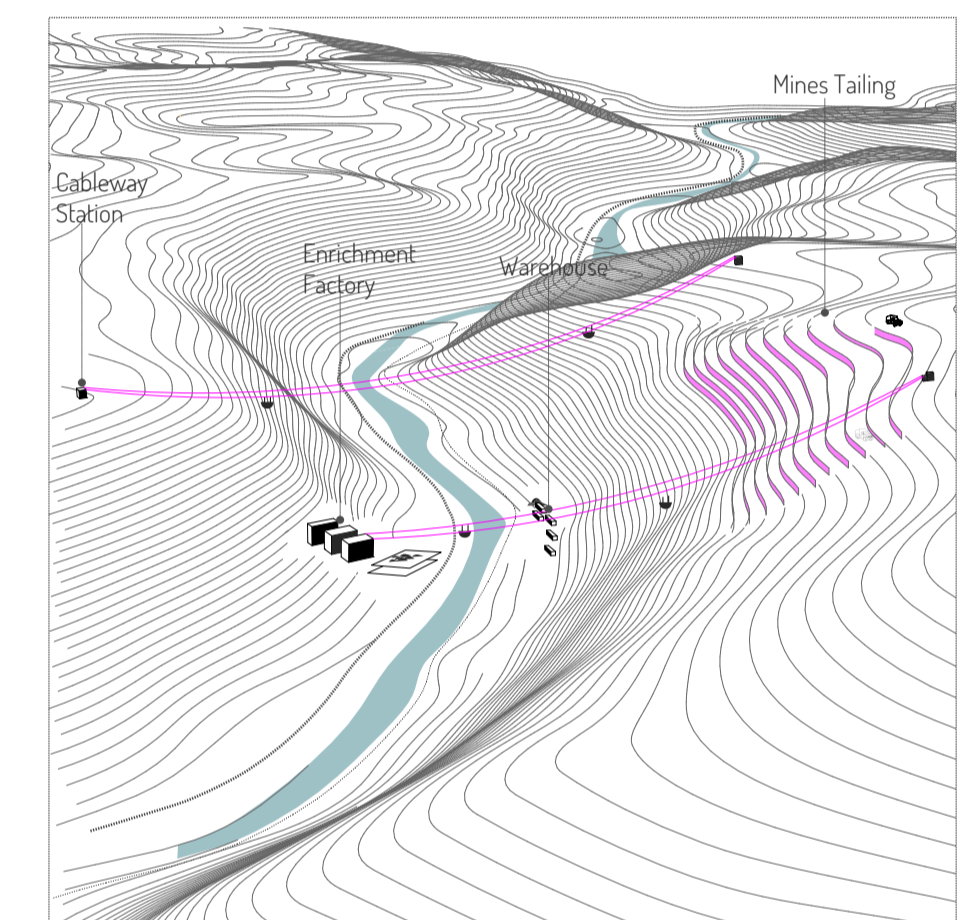 Mines Tailing
Cableway
Station
Enrichment
Factory
Warehouse